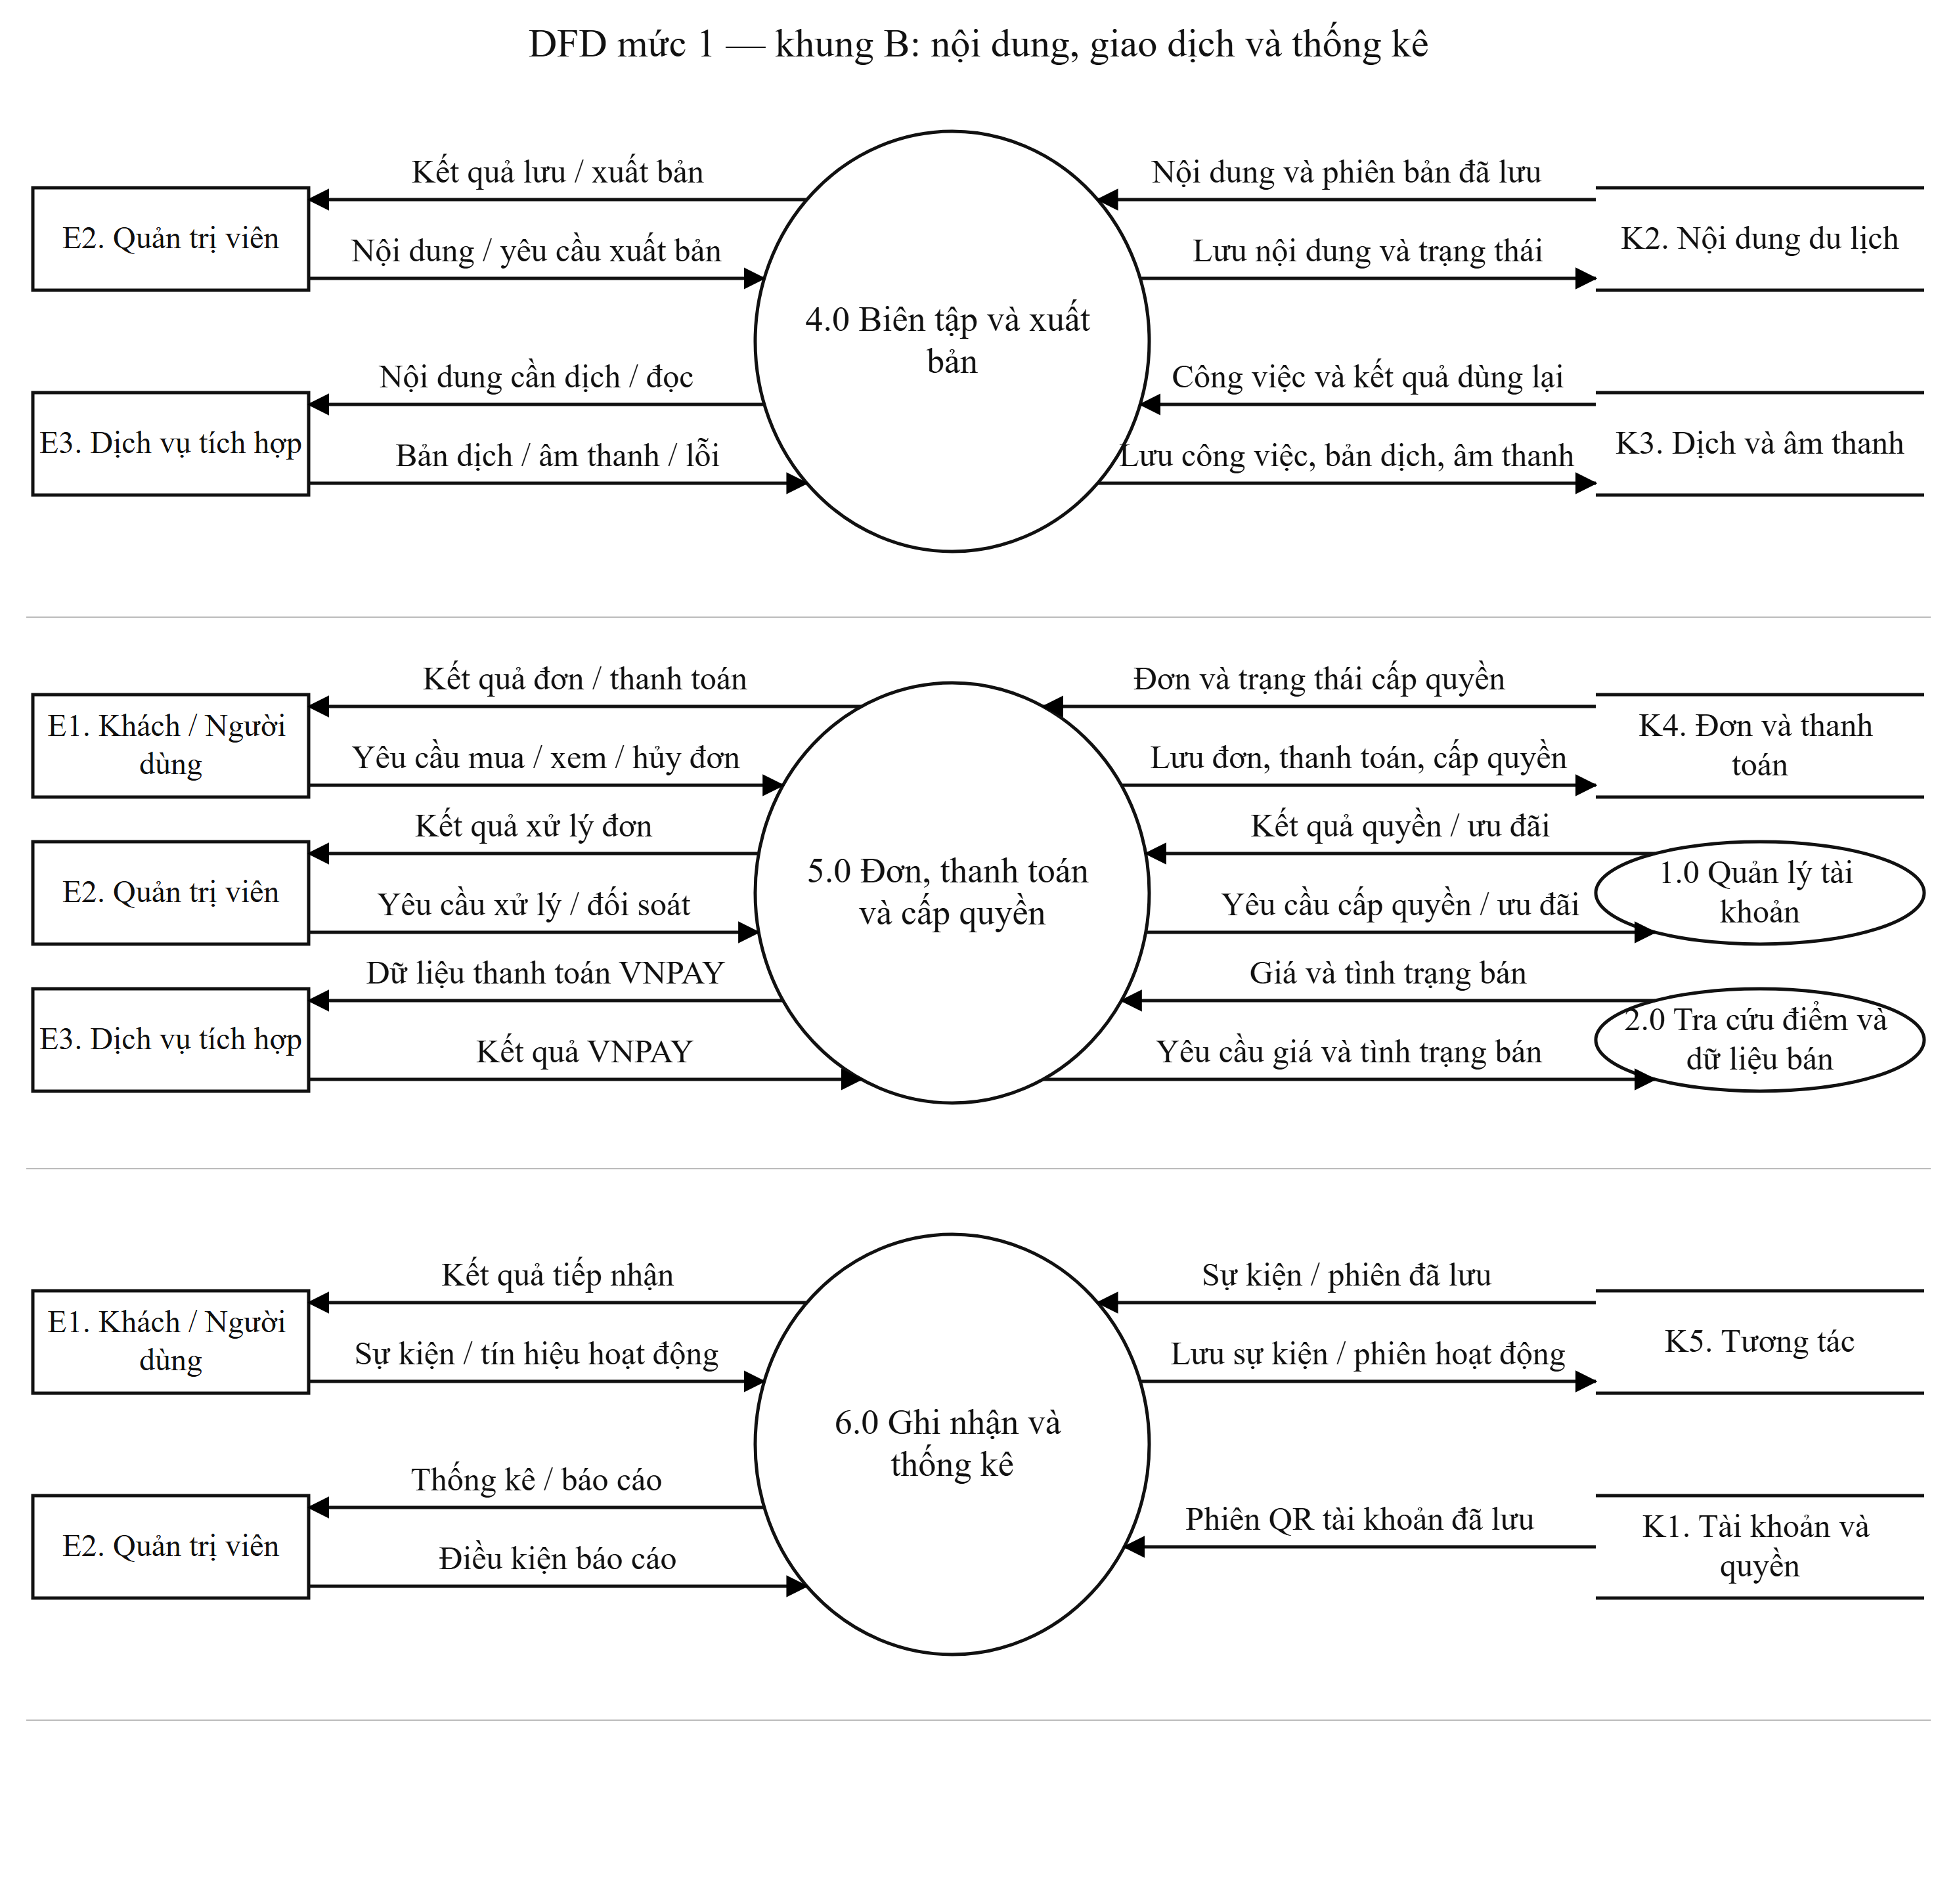 DFD mức 1 — khung B: nội dung, giao dịch và thống kê
Kết quả lưu / xuất bản
Nội dung và phiên bản đã lưu
E2. Quản trị viên
K2. Nội dung du lịch
Nội dung / yêu cầu xuất bản
Lưu nội dung và trạng thái
4.0 Biên tập và xuất
bản
Nội dung cần dịch / đọc
Công việc và kết quả dùng lại
E3. Dịch vụ tích hợp
K3. Dịch và âm thanh
Bản dịch / âm thanh / lỗi
Lưu công việc, bản dịch, âm thanh
Kết quả đơn / thanh toán
Đơn và trạng thái cấp quyền
E1. Khách / Người
dùng
K4. Đơn và thanh
toán
Yêu cầu mua / xem / hủy đơn
Lưu đơn, thanh toán, cấp quyền
Kết quả xử lý đơn
Kết quả quyền / ưu đãi
E2. Quản trị viên
5.0 Đơn, thanh toán
và cấp quyền
1.0 Quản lý tài
khoản
Yêu cầu xử lý / đối soát
Yêu cầu cấp quyền / ưu đãi
Dữ liệu thanh toán VNPAY
Giá và tình trạng bán
E3. Dịch vụ tích hợp
2.0 Tra cứu điểm và
dữ liệu bán
Kết quả VNPAY
Yêu cầu giá và tình trạng bán
Kết quả tiếp nhận
Sự kiện / phiên đã lưu
E1. Khách / Người
dùng
K5. Tương tác
Sự kiện / tín hiệu hoạt động
Lưu sự kiện / phiên hoạt động
6.0 Ghi nhận và
thống kê
Thống kê / báo cáo
Phiên QR tài khoản đã lưu
E2. Quản trị viên
K1. Tài khoản và
quyền
Điều kiện báo cáo